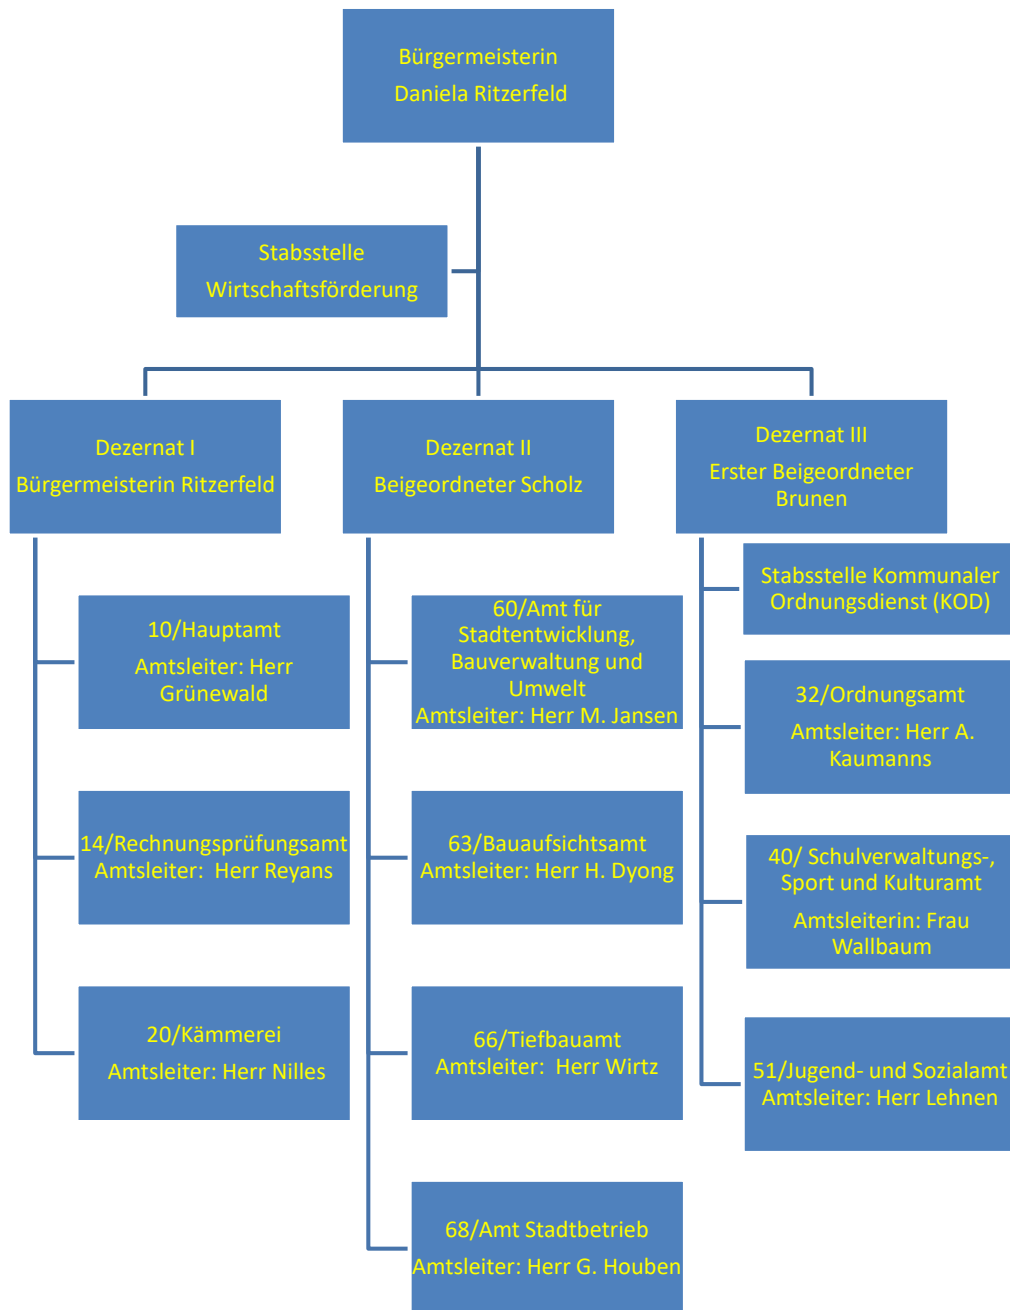 Bürgermeisterin
Daniela Ritzerfeld
Stabsstelle
Wirtschaftsförderung
Dezernat I
Bürgermeisterin Ritzerfeld
10/Hauptamt
Amtsleiter: Herr
Grünewald
14/Rechnungsprüfungsamt
Amtsleiter:  Herr Reyans
20/Kämmerei
Amtsleiter: Herr Nilles
Dezernat II
Beigeordneter Scholz
60/Amt für
Stadtentwicklung,
Bauverwaltung und
Umwelt
Amtsleiter: Herr M. Jansen
63/Bauaufsichtsamt
Amtsleiter: Herr H. Dyong
66/Tiefbauamt
Amtsleiter:  Herr Wirtz
68/Amt Stadtbetrieb
Amtsleiter: Herr G. Houben
Dezernat III
Erster Beigeordneter
Brunen
Stabsstelle Kommunaler
Ordnungsdienst (KOD)
32/Ordnungsamt
Amtsleiter: Herr A.
Kaumanns
40/ Schulverwaltungs-,
Sport und Kulturamt
Amtsleiterin: Frau
Wallbaum
51/Jugend- und Sozialamt
Amtsleiter: Herr Lehnen